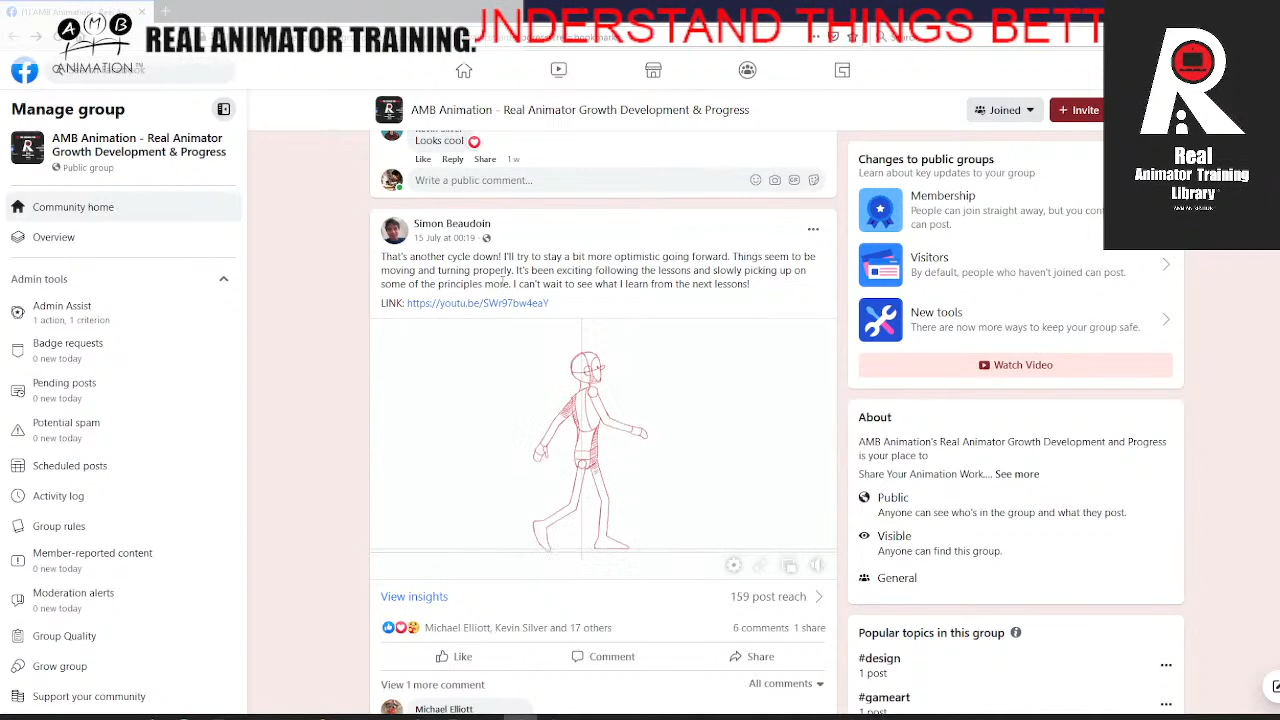 AMB
ANIMATION
REAL ANIMATOR TRAINING.
UNDERSTAND THINGS BETT
Real
Animator Training
Library
Manage group
AMB Animation - Real Animator
Growth Development & Progress
Public group
Community home
Overview
Admin tools
Admin Assist
1 action, 1 criterion
Badge requests
0 new today
Pending posts
0 new today
Potential spam
0 new today
Scheduled posts
Activity log
Group rules
Member-reported content
0 new today
Moderation alerts
0 new today
Group Quality
Grow group
Support your community
AMB Animation - Real Animator Growth Development & Progress
Joined
+ Invite
Kevin Silver
Looks cool
Like Reply Share 1 w
Write a public comment...
Simon Beaudoin
15 July at 00:19 ·
That's another cycle down! I'll try to stay a bit more optimistic going forward. Things seem to be
moving and turning properly. It's been exciting following the lessons and slowly picking up on
some of the principles more. I can't wait to see what I learn from the next lessons!
LINK: https://youtu.be/SWr97bw4eaY
View insights
159 post reach
Michael Elliott, Kevin Silver and 17 others
6 comments 1 share
Like
Comment
Share
View 1 more comment
All comments
Michael Elliott
Changes to public groups
Learn about key updates to your group
Membership
People can join straight away, but you cont
can post.
Visitors
By default, people who haven't joined can post.
New tools
There are now more ways to keep your group safe.
Watch Video
About
AMB Animation's Real Animator Growth Development and Progress
is your place to
Share Your Animation Work.... See more
Public
Anyone can see who's in the group and what they post.
Visible
Anyone can find this group.
General
Popular topics in this group
#design
1 post
#gameart
1 post